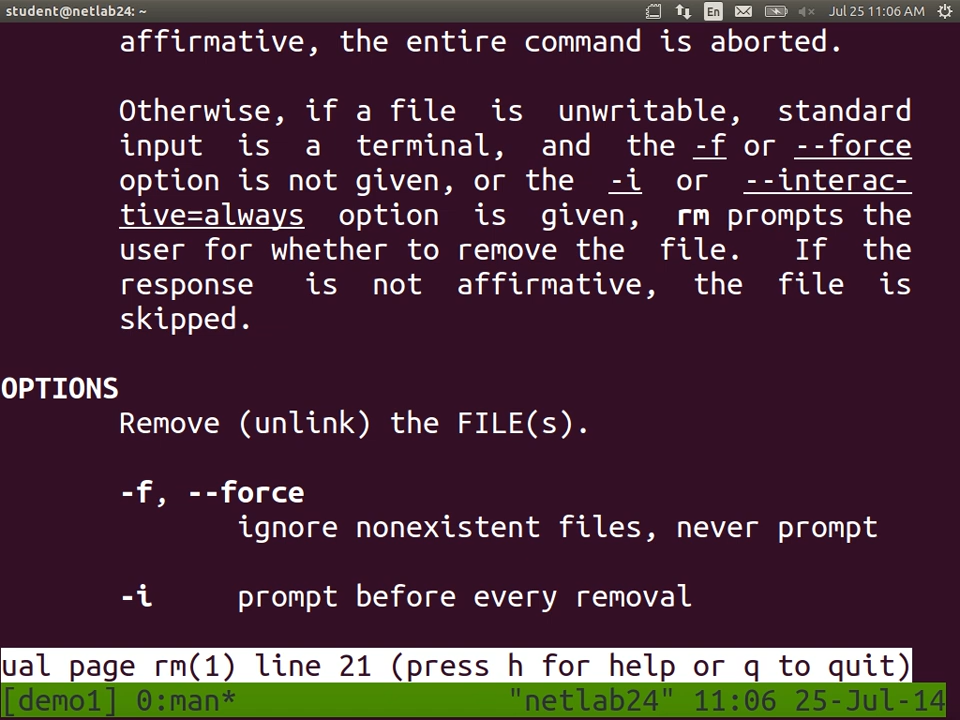 student@netlab24: ~ En Jul 25 11:06 AM
affirmative, the entire command is aborted.
Otherwise, if a file is unwritable, standard
input is a terminal, and the -f or --force
option is not given, or the -i or --interac-
tive=always option is given, rm prompts the
user for whether to remove the file. If the
response is not affirmative, the file is
skipped.
OPTIONS
Remove (unlink) the FILE(s).
-f, --force
ignore nonexistent files, never prompt
-i prompt before every removal
ual page rm(1) line 21 (press h for help or q to quit)
[demo1] 0:man* "netlab24" 11:06 25-Jul-14